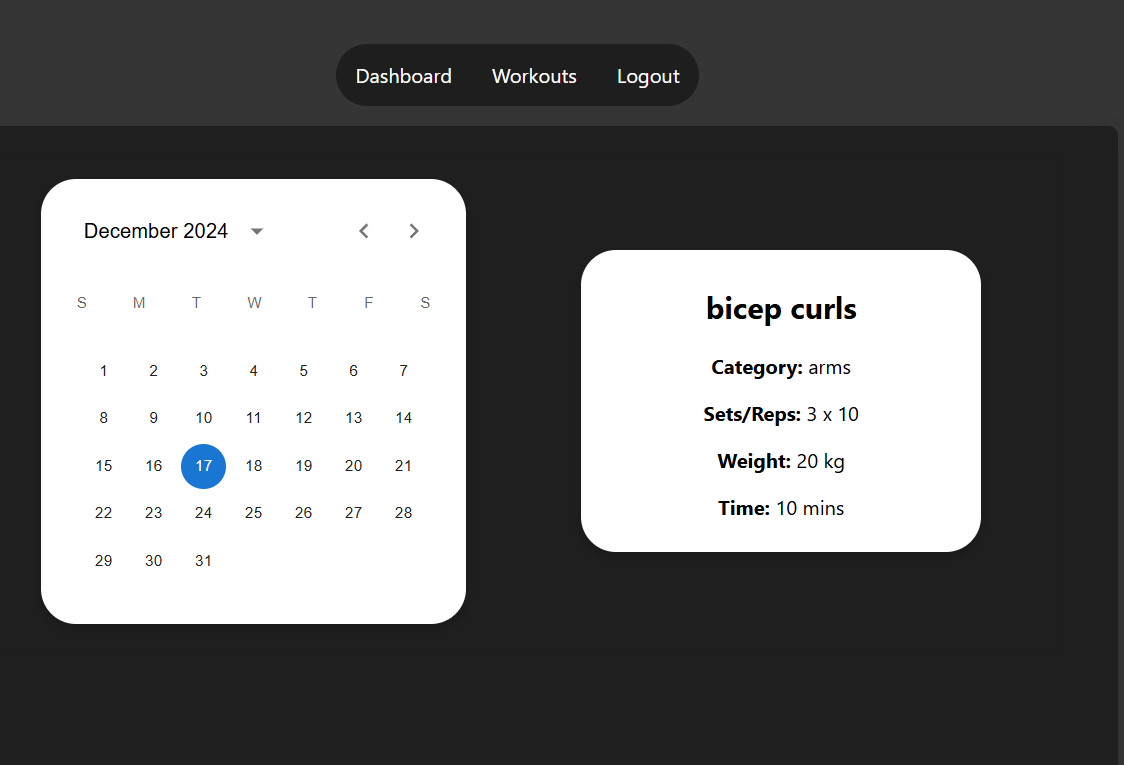 Dashboard Workouts Logout
December 2024
S M T W T F S
1 2 3 4 5 6 7
8 9 10 11 12 13 14
15 16 17 18 19 20 21
22 23 24 25 26 27 28
29 30 31
bicep curls
Category: arms
Sets/Reps: 3 x 10
Weight: 20 kg
Time: 10 mins